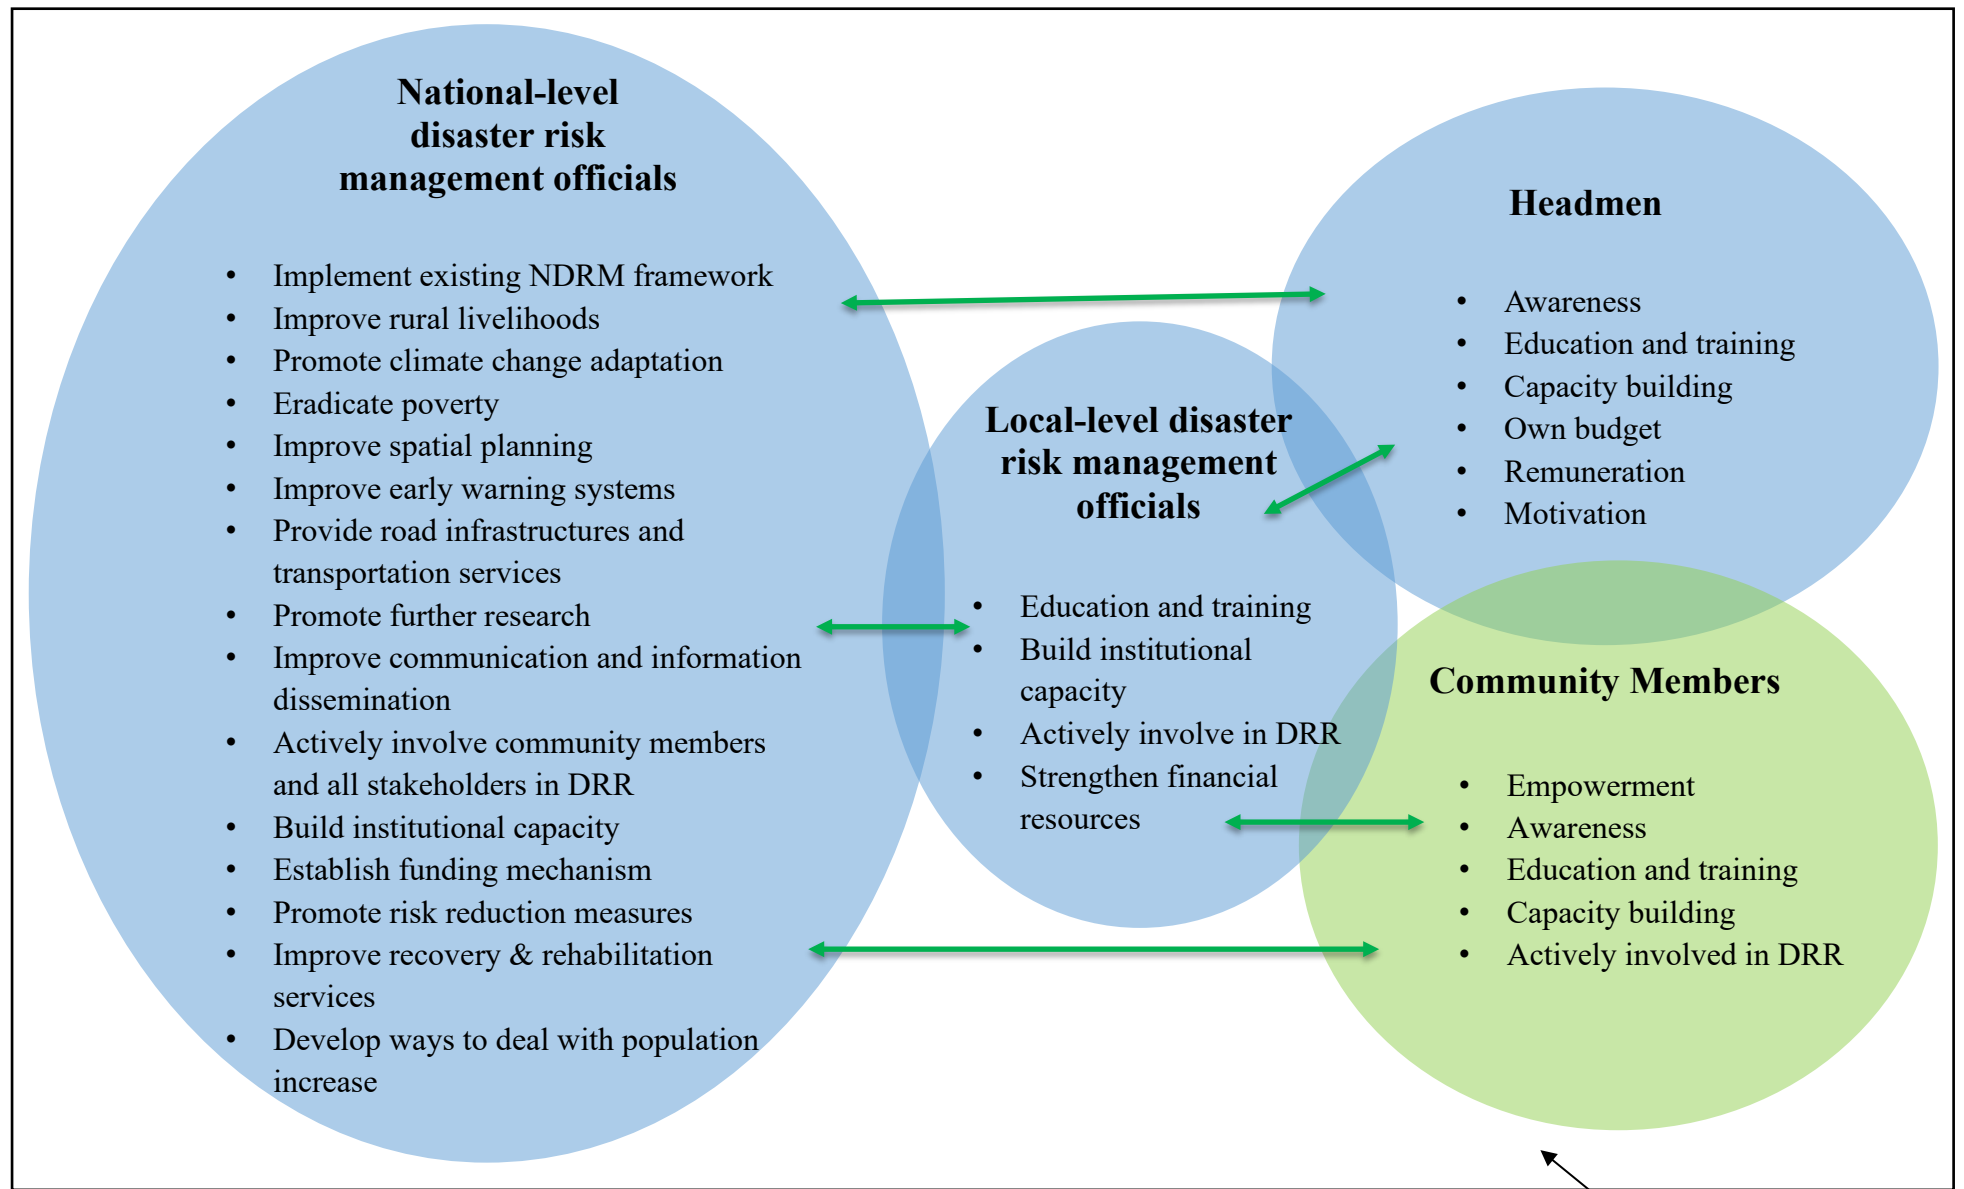 National-level
disaster risk
management officials
• Implement existing NDRM framework
• Improve rural livelihoods
• Promote climate change adaptation
• Eradicate poverty
• Improve spatial planning
• Improve early warning systems
• Provide road infrastructures and
transportation services
• Promote further research
• Improve communication and information
dissemination
• Actively involve community members
and all stakeholders in DRR
• Build institutional capacity
• Establish funding mechanism
• Promote risk reduction measures
• Improve recovery & rehabilitation
services
• Develop ways to deal with population
increase
Local-level disaster
risk management
officials
• Education and training
• Build institutional
capacity
• Actively involve in DRR
• Strengthen financial
resources
Headmen
• Awareness
• Education and training
• Capacity building
• Own budget
• Remuneration
• Motivation
Community Members
• Empowerment
• Awareness
• Education and training
• Capacity building
• Actively involved in DRR